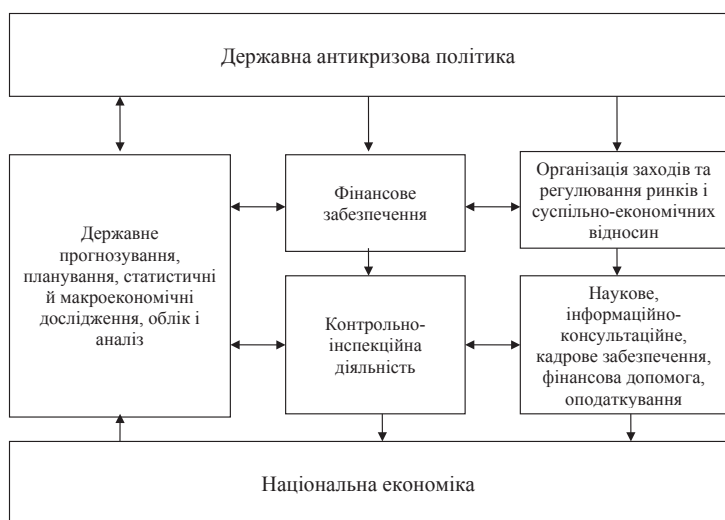 Державна антикризова політика
Державне
прогнозування,
планування, статистичні
й макроекономічні
дослідження, облік і
аналіз
Фінансове
забезпечення
Організація заходів та
регулювання ринків і
суспільно-економічних
відносин
Контрольно-
інспекційна
діяльність
Наукове,
інформаційно-
консультаційне,
кадрове забезпечення,
фінансова допомога,
оподаткування
Національна економіка